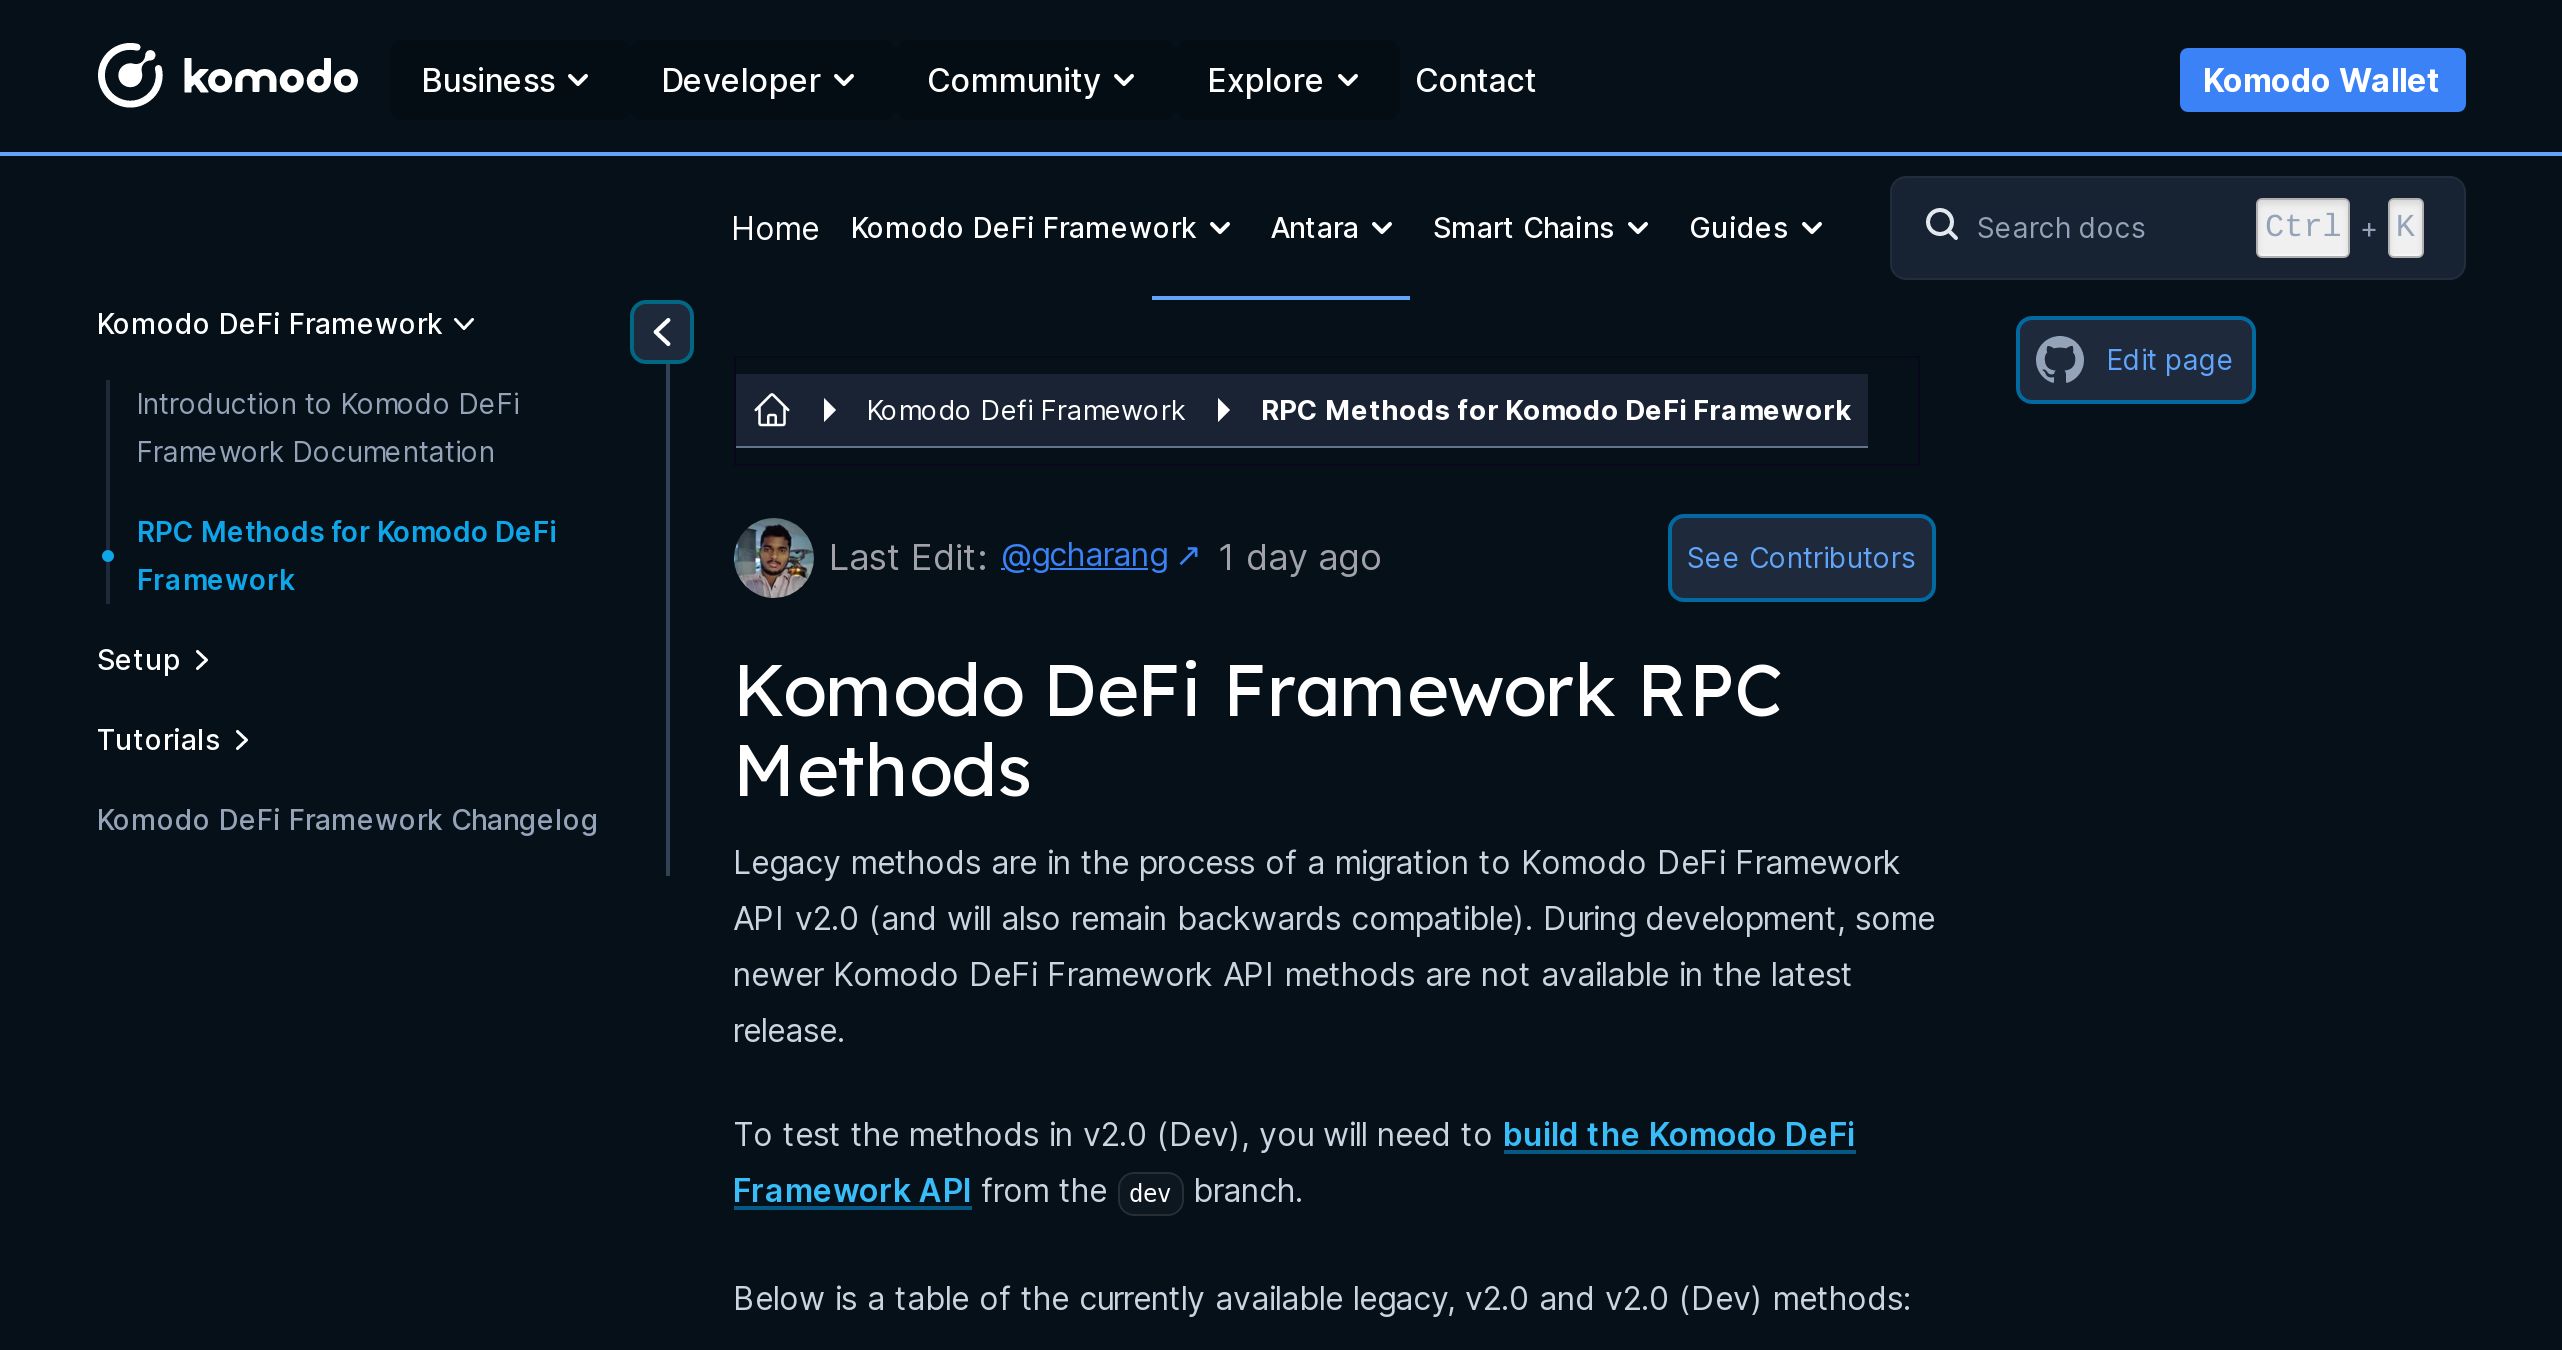 komodo Business Developer Community Explore Contact Komodo Wallet
Home Komodo DeFi Framework Antara Smart Chains Guides Search docs Ctrl + K
Komodo DeFi Framework
Introduction to Komodo DeFi
Framework Documentation
RPC Methods for Komodo DeFi
Framework
Setup
Tutorials
Komodo DeFi Framework Changelog
Komodo Defi Framework RPC Methods for Komodo DeFi Framework
Edit page
Last Edit: @gcharang ↗ 1 day ago See Contributors
Komodo DeFi Framework RPC
Methods
Legacy methods are in the process of a migration to Komodo DeFi Framework
API v2.0 (and will also remain backwards compatible). During development, some
newer Komodo DeFi Framework API methods are not available in the latest
release.
To test the methods in v2.0 (Dev), you will need to build the Komodo DeFi
Framework API from the dev branch.
Below is a table of the currently available legacy, v2.0 and v2.0 (Dev) methods: